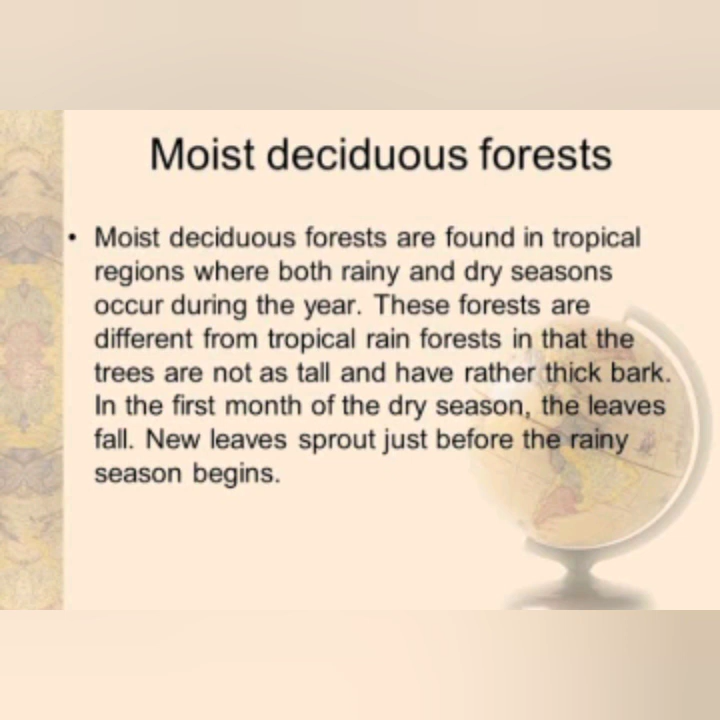 Moist deciduous forests
• Moist deciduous forests are found in tropical
regions where both rainy and dry seasons
occur during the year. These forests are
different from tropical rain forests in that the
trees are not as tall and have rather thick bark.
In the first month of the dry season, the leaves
fall. New leaves sprout just before the rainy
season begins.